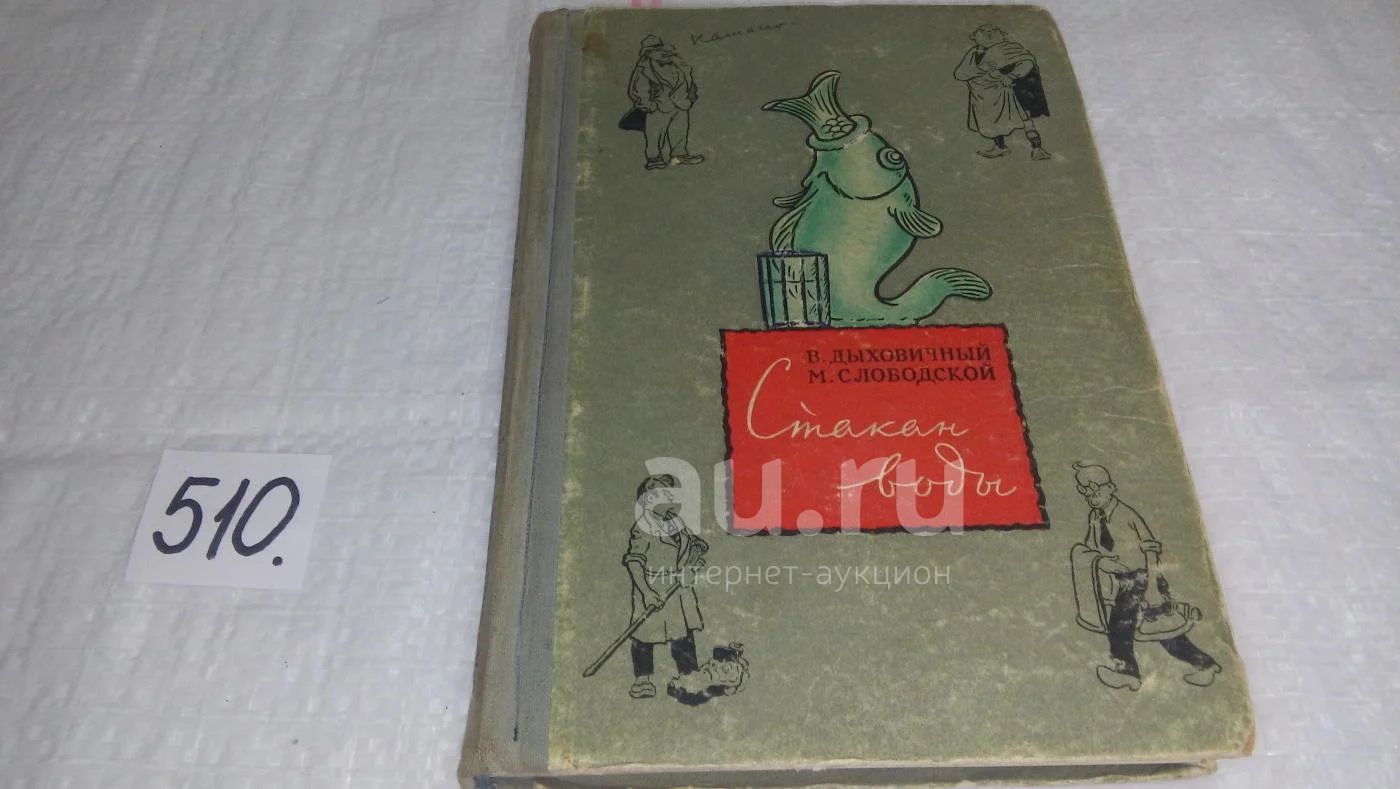 В. ДЫХОВИЧНЫЙ
М. СЛОБОДСКОЙ
Стакан
воды
510.
au.ru
интернет-аукцион